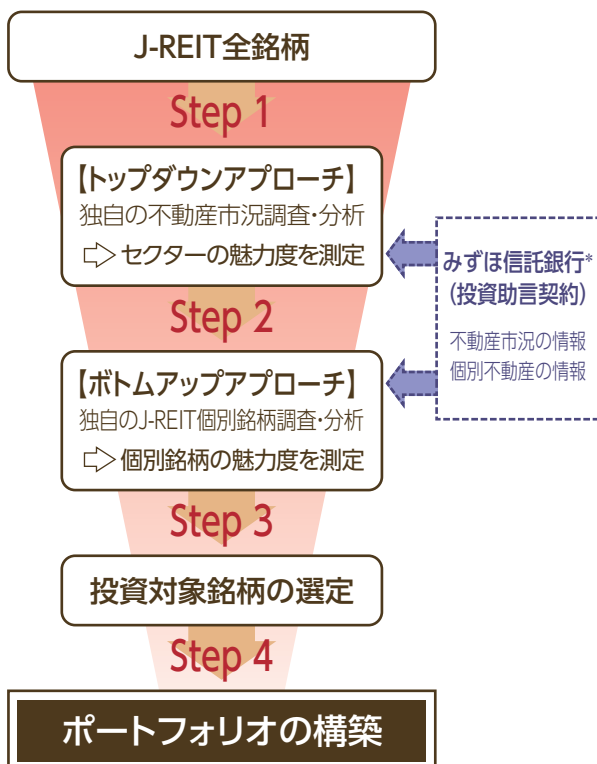 J-REIT全銘柄
Step 1
【トップダウンアプローチ】
独自の不動産市況調査・分析
⇨ セクターの魅力度を測定
みずほ信託銀行*
(投資助言契約)
不動産市況の情報
個別不動産の情報
Step 2
【ボトムアップアプローチ】
独自のJ-REIT個別銘柄調査・分析
⇨ 個別銘柄の魅力度を測定
Step 3
投資対象銘柄の選定
Step 4
ポートフォリオの構築